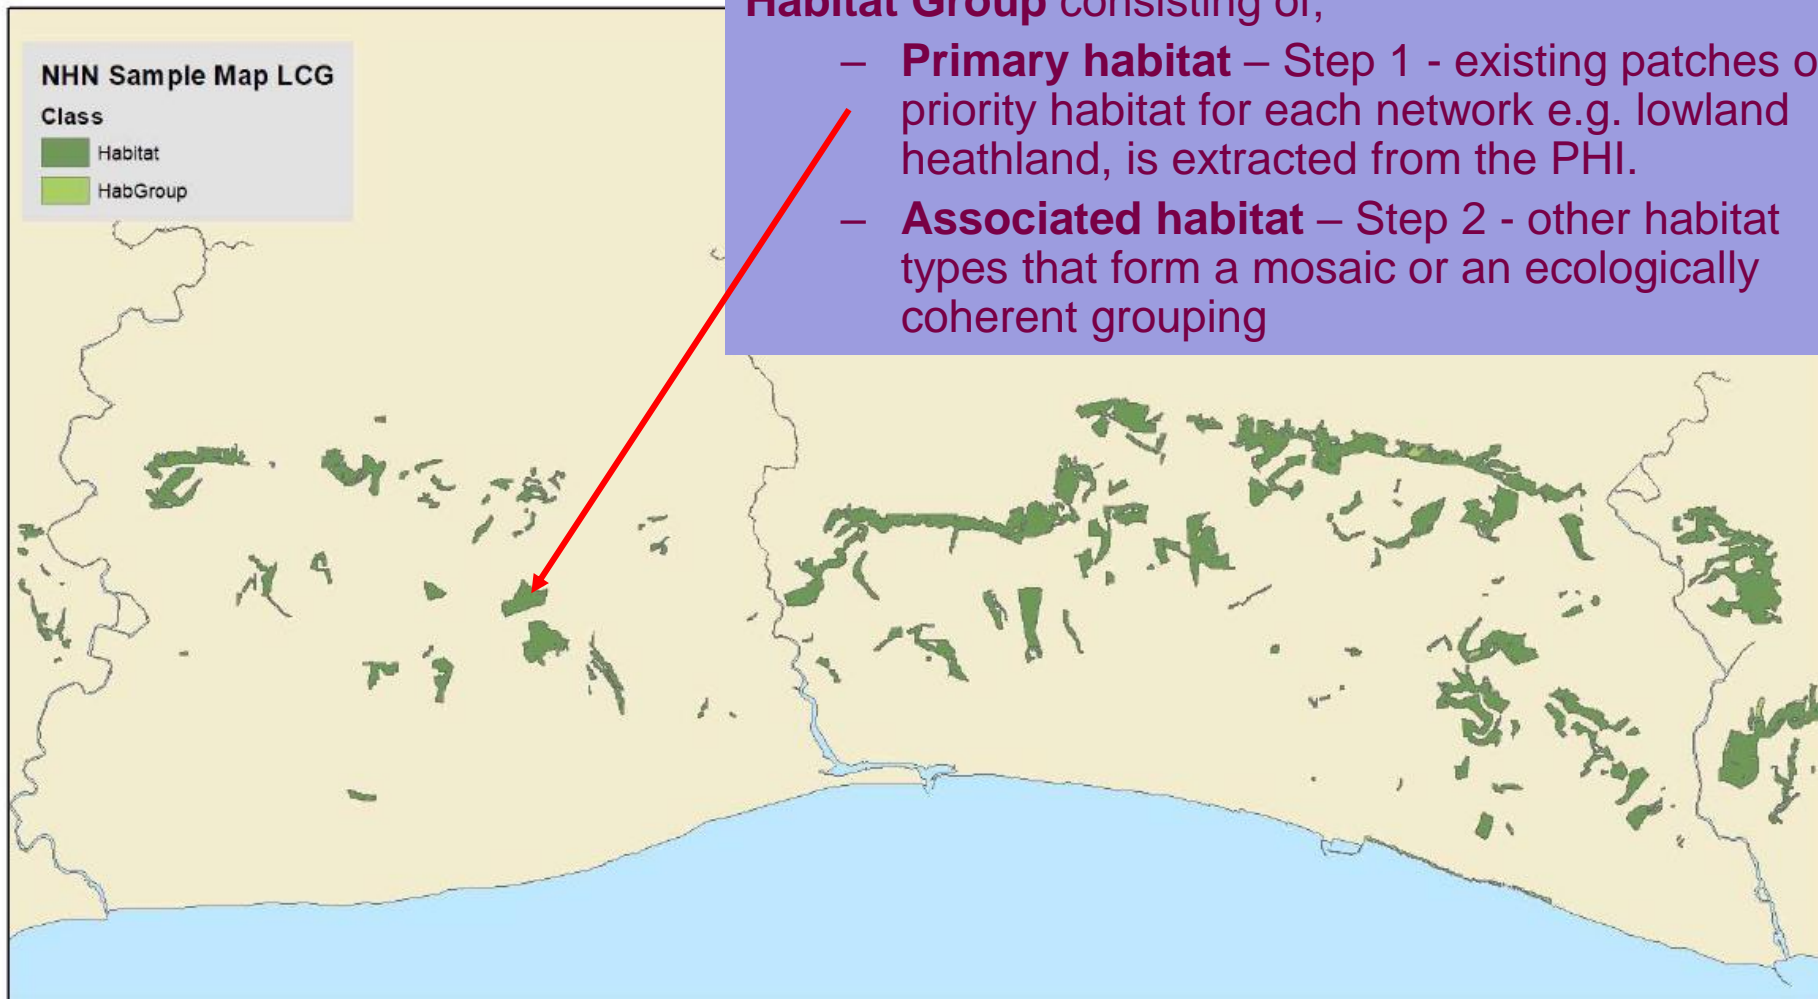 NHN Sample Map LCG
Class
Habitat
HabGroup
Habitat Group consisting of;
– Primary habitat – Step 1 - existing patches o
priority habitat for each network e.g. lowland
heathland, is extracted from the PHI.
– Associated habitat – Step 2 - other habitat
types that form a mosaic or an ecologically
coherent grouping